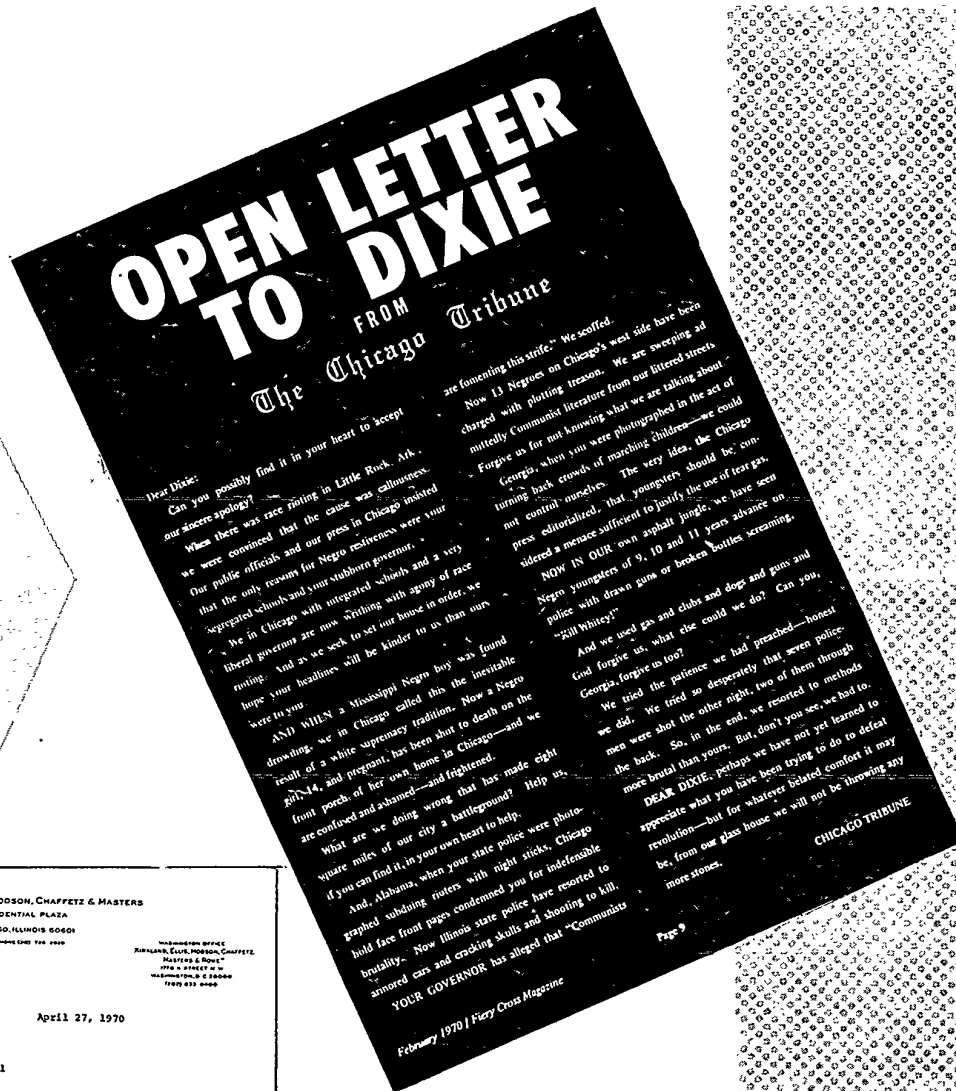 OPEN LETTER
TO DIXIE
FROM
The Chicago Tribune
Dear Dixie:
Can you possibly find it in your heart to accept
our sincere apology?
When there was race rioting in Little Rock, Ark.,
we were convinced that the cause was callousness.
Our public officials and our press in Chicago insisted
that the only reasons for Negro restiveness were your
segregated schools and your stubborn governor.
We in Chicago with integrated schools and a very
liberal governor are now writhing with agony of race
rioting. And as we seek to set our house in order, we
hope your headlines will be kinder to us than ours
were to you.
AND WHEN a Mississippi Negro boy was found
drowning, we in Chicago called this the inevitable
result of a white supremacy tradition. Now a Negro
girl, 14, and pregnant, has been shot to death on the
front porch of her own home in Chicago—and we
are confused and ashamed—and frightened.
What are we doing wrong that has made eight
square miles of our city a battleground? Help us,
if you can find it, in your own heart to help.
And, Alabama, when your state police were photo-
graphed subduing rioters with night sticks, Chicago
bold face front pages condemned you for indefensible
brutality. Now Illinois state police have resorted to
armored cars and cracking skulls and shooting to kill.
YOUR GOVERNOR has alleged that "Communists
are fomenting this strife." We scoffed.
Now 13 Negroes on Chicago's west side have been
charged with plotting treason. We are sweeping ad
mittedly Communist literature from our littered streets
Forgive us for not knowing what we are talking about
Georgia, when you were photographed in the act of
turning back crowds of marching children—we could
not control ourselves. The very idea, the Chicago
press editorialized, that youngsters should be con-
sidered a menace sufficient to justify the use of tear gas.
NOW IN OUR own asphalt jungle, we have seen
Negro youngsters of 9, 10 and 11 years advance on
police with drawn guns or broken bottles screaming,
"Kill Whitey!"
And we used gas and clubs and dogs and guns and
God forgive us, what else could we do? Can you,
Georgia, forgive us too?
We tried the patience we had preached—honest
we did. We tried so desperately that seven police-
men were shot the other night, two of them through
the back. So, in the end, we resorted to methods
more brutal than yours. But, don't you see, we had to.
DEAR DIXIE, perhaps we have not yet learned to
appreciate what you have been trying to do to defeat
revolution—but for whatever belated comfort it may
be, from our glass house we will not be throwing any
more stones.
CHICAGO TRIBUNE
February 1970 / Fiery Cross Magazine
Page 9
ODSON, CHAFFETZ & MASTERS
DENTIAL PLAZA
GO, ILLINOIS 60601
WASHINGTON OFFICE
KIRKLAND, ELLIS, HODSON, CHAFFETZ,
MASTERS & ROWE
1776 K STREET N W
WASHINGTON, D C 20006
April 27, 1970